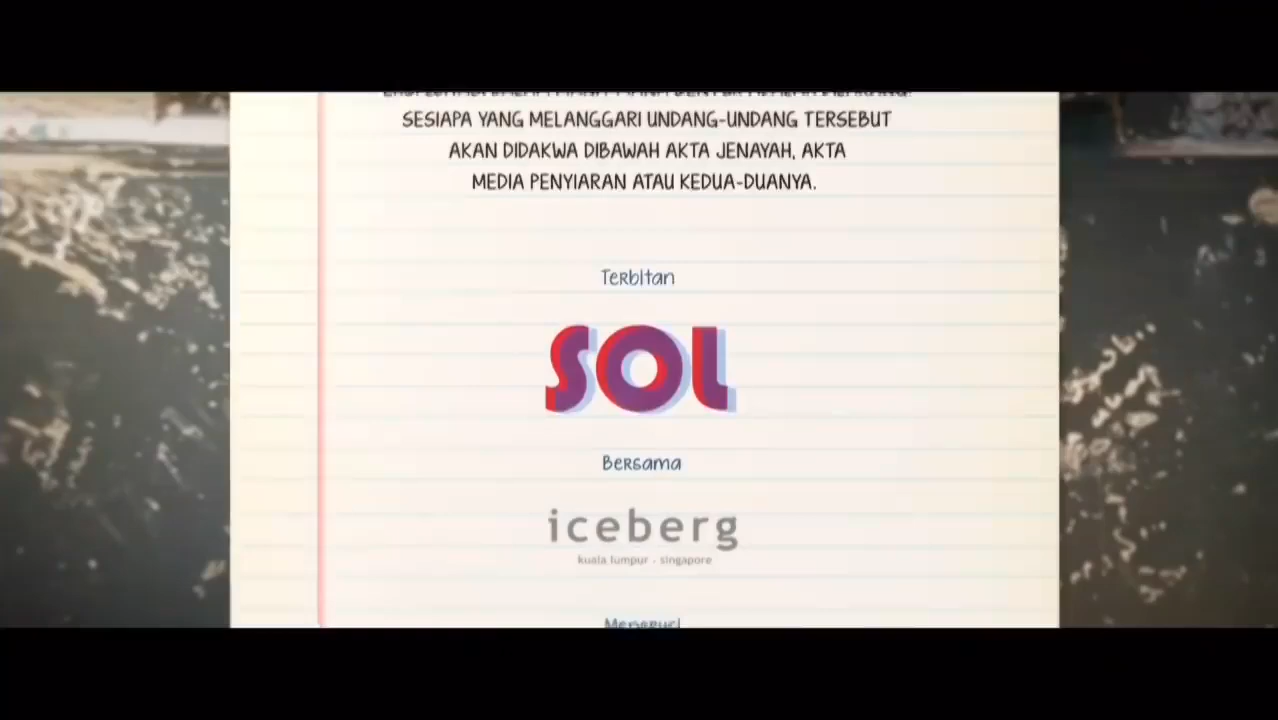 SESIAPA YANG MELANGGARI UNDANG-UNDANG TERSEBUT
AKAN DIDAKWA DIBAWAH AKTA JENAYAH, AKTA
MEDIA PENYIARAN ATAU KEDUA-DUANYA.
Terbitan
SOL
Bersama
iceberg
kuala lumpur - singapore